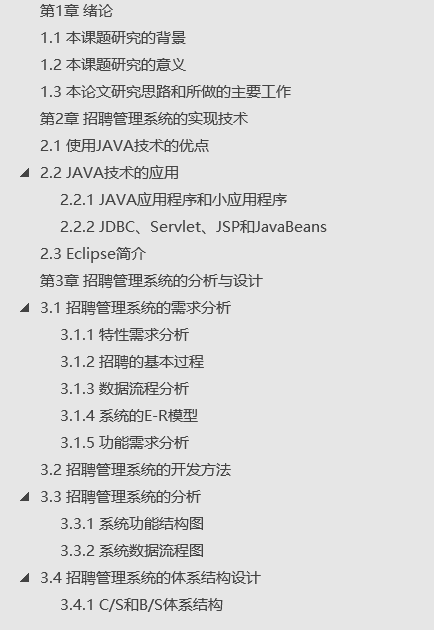 第1章 绪论
1.1 本课题研究的背景
1.2 本课题研究的意义
1.3 本论文研究思路和所做的主要工作
第2章 招聘管理系统的实现技术
2.1 使用JAVA技术的优点
2.2 JAVA技术的应用
2.2.1 JAVA应用程序和小应用程序
2.2.2 JDBC、Servlet、JSP和JavaBeans
2.3 Eclipse简介
第3章 招聘管理系统的分析与设计
3.1 招聘管理系统的需求分析
3.1.1 特性需求分析
3.1.2 招聘的基本过程
3.1.3 数据流程分析
3.1.4 系统的E-R模型
3.1.5 功能需求分析
3.2 招聘管理系统的开发方法
3.3 招聘管理系统的分析
3.3.1 系统功能结构图
3.3.2 系统数据流程图
3.4 招聘管理系统的体系结构设计
3.4.1 C/S和B/S体系结构